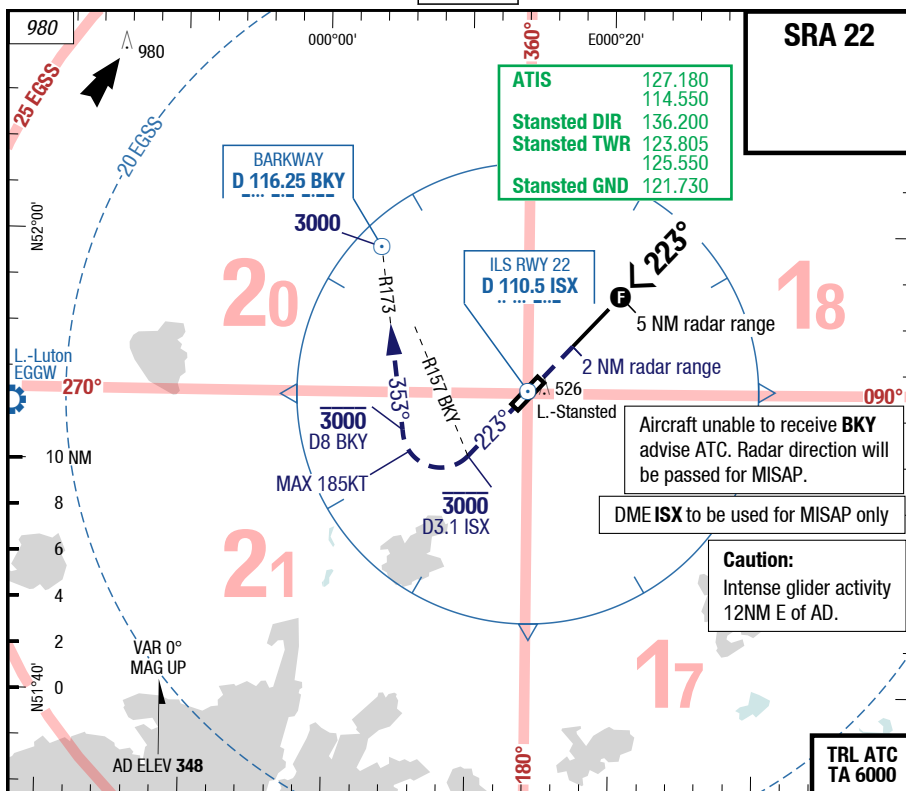 980
980
000°00'
360°
E000°20'
SRA 22
25 EGSS
20 EGSS
ATIS 127.180
114.550
Stansted DIR 136.200
Stansted TWR 123.805
125.550
Stansted GND 121.730
BARKWAY
D 116.25 BKY
3000
N52°00'
ILS RWY 22
D 110.5 ISX
223°
F
20
18
5 NM radar range
R173
2 NM radar range
L.-Luton
EGGW
270°
353°
R157 BKY
526
L.-Stansted
090°
3000
D8 BKY
223°
Aircraft unable to receive BKY
advise ATC. Radar direction will
be passed for MISAP.
10 NM
MAX 185KT
3000
D3.1 ISX
DME ISX to be used for MISAP only
8
6
21
Caution:
Intense glider activity
12NM E of AD.
4
2
VAR 0°
MAG UP
17
0
N51°40'
AD ELEV 348
180°
TRL ATC
TA 6000